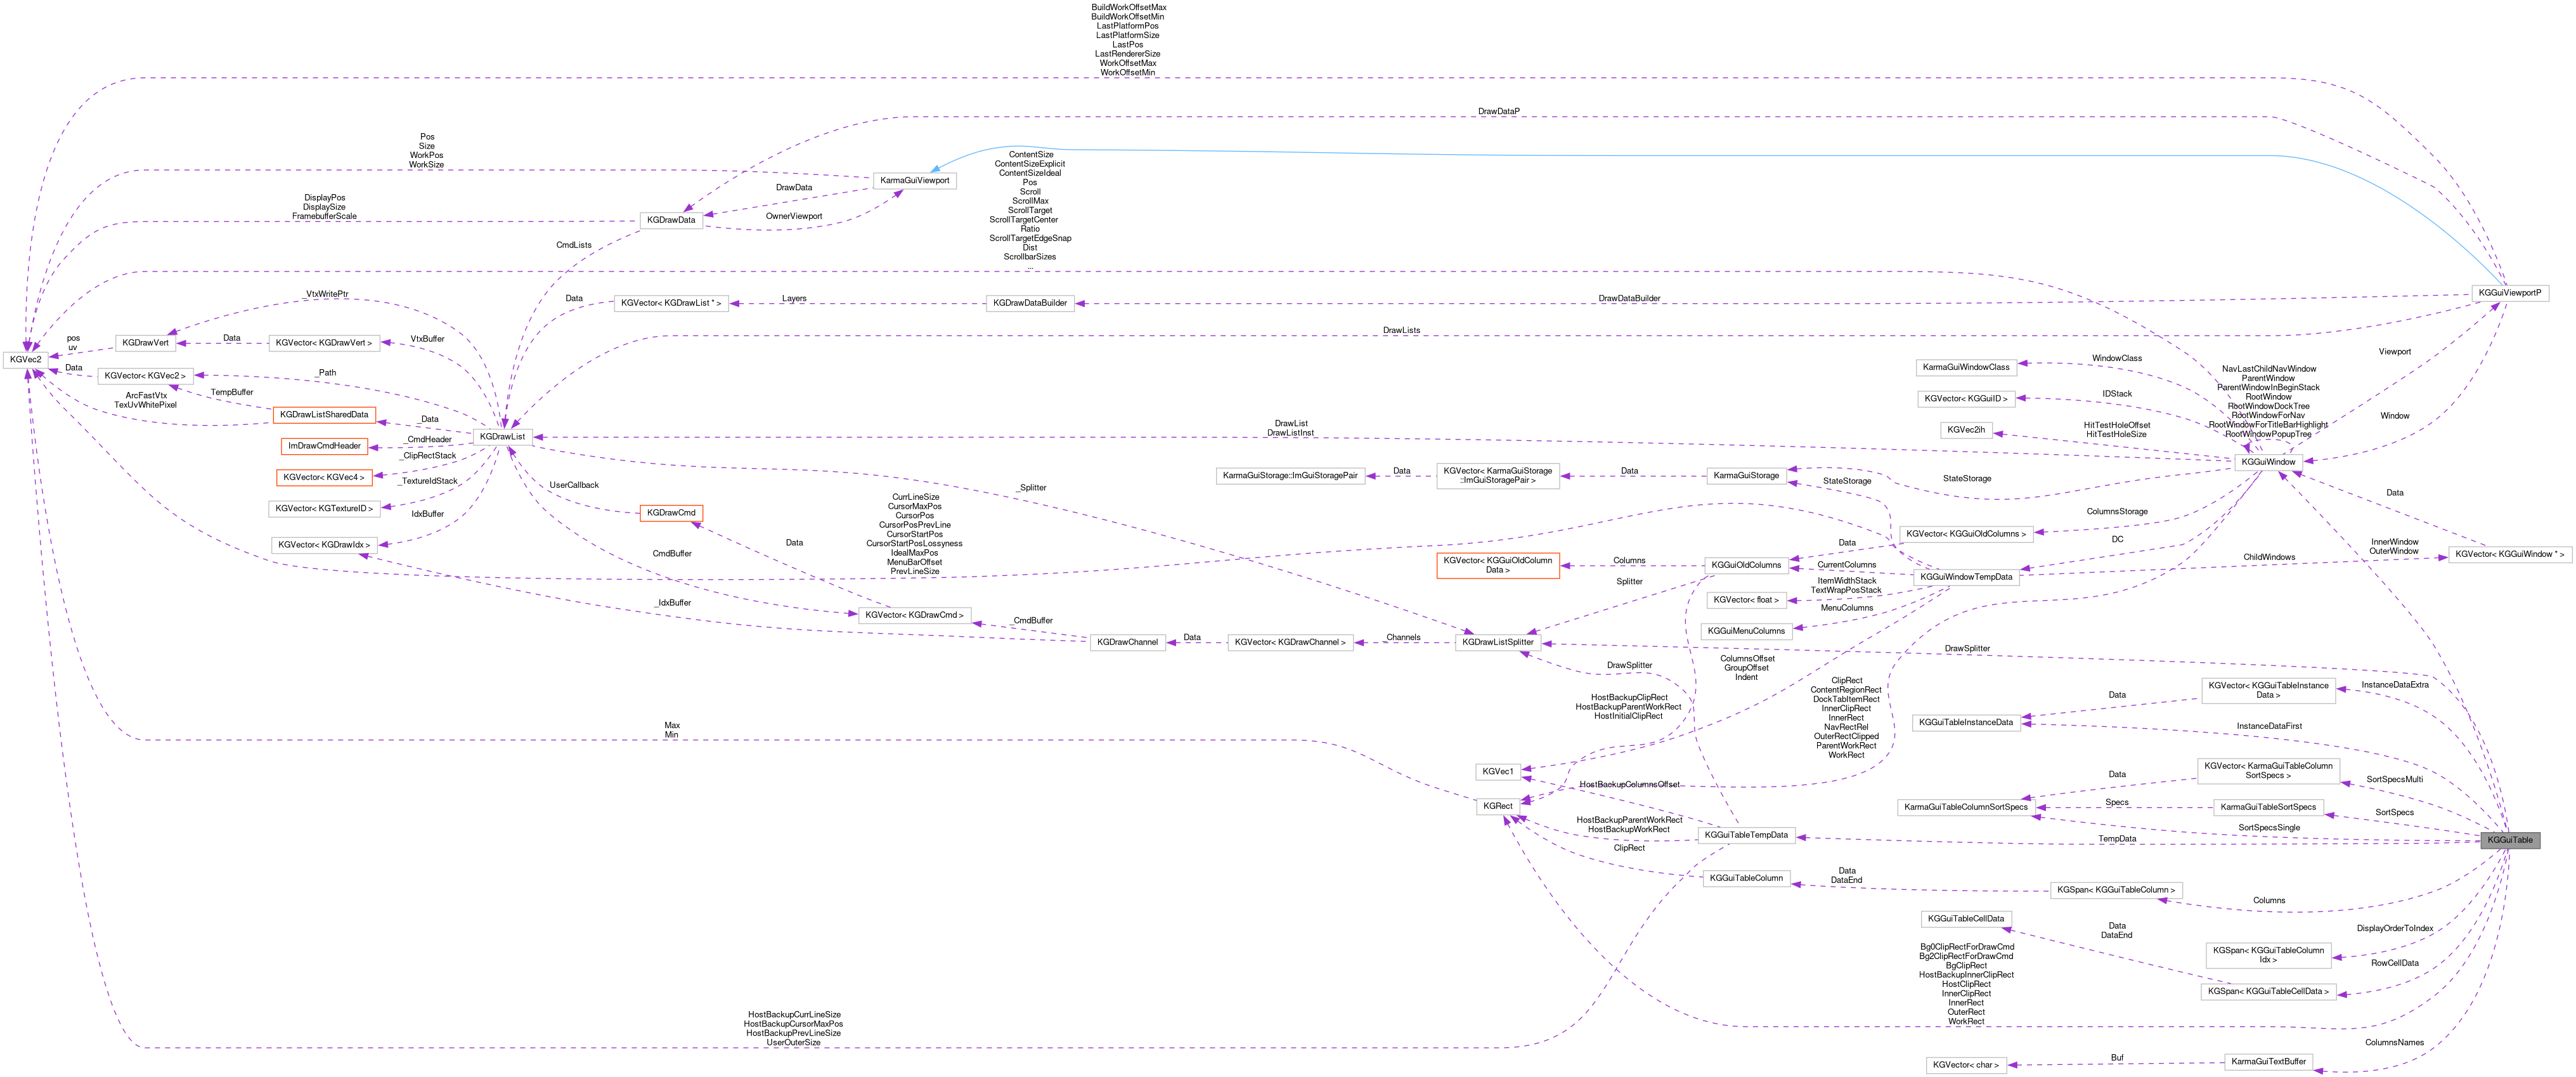 BuildWorkOffsetMax
BuildWorkOffsetMin
LastPlatformPos
LastPlatformSize
LastPos
LastRendererSize
WorkOffsetMax
WorkOffsetMin
DrawDataP
Pos
Size
WorkPos
WorkSize
ContentSize
ContentSizeExplicit
ContentSizeIdeal
Pos
Scroll
ScrollMax
ScrollTarget
ScrollTargetCenter
Ratio
ScrollTargetEdgeSnap
Dist
ScrollbarSizes
...
KarmaGuiViewport
DrawData
OwnerViewport
DisplayPos
DisplaySize
FramebufferScale
KGDrawData
CmdLists
_VtxWritePtr
Data
KGVector< KGDrawList * >
Layers
KGDrawDataBuilder
DrawDataBuilder
KGGuiViewportP
DrawLists
pos
uv
KGDrawVert
Data
KGVector< KGDrawVert >
VtxBuffer
KGVec2
Data
KGVector< KGVec2 >
_Path
TempBuffer
ArcFastVtx
TexUvWhitePixel
KGDrawListSharedData
_Data
ImDrawCmdHeader
_CmdHeader
KGDrawList
_ClipRectStack
KGVector< KGVec4 >
_TextureIdStack
KGVector< KGTextureID >
IdxBuffer
KGVector< KGDrawIdx >
UserCallback
KGDrawCmd
CmdBuffer
Data
_Splitter
DrawList
DrawListInst
Viewport
Window
WindowClass
KarmaGuiWindowClass
NavLastChildNavWindow
ParentWindow
ParentWindowInBeginStack
RootWindow
RootWindowDockTree
RootWindowForNav
RootWindowForTitleBarHighlight
RootWindowPopupTree
IDStack
KGVector< KGGuiID >
HitTestHoleOffset
HitTestHoleSize
KGVec2ih
KGGuiWindow
KarmaGuiStorage::ImGuiStoragePair
Data
KGVector< KarmaGuiStorage
::ImGuiStoragePair >
Data
KarmaGuiStorage
StateStorage
StateStorage
Data
CurrLineSize
CursorMaxPos
CursorPos
CursorPosPrevLine
CursorStartPos
CursorStartPosLossyness
IdealMaxPos
MenuBarOffset
PrevLineSize
ColumnsStorage
KGVector< KGGuiOldColumns >
Data
DC
InnerWindow
OuterWindow
KGVector< KGGuiWindow * >
ChildWindows
KGVector< KGGuiOldColumn
Data >
Columns
KGGuiOldColumns
CurrentColumns
KGGuiWindowTempData
Splitter
KGVector< float >
ItemWidthStack
TextWrapPosStack
MenuColumns
KGGuiMenuColumns
_IdxBuffer
KGVector< KGDrawCmd >
_CmdBuffer
KGDrawChannel
Data
KGVector< KGDrawChannel >
_Channels
KGDrawListSplitter
DrawSplitter
DrawSplitter
ColumnsOffset
GroupOffset
Indent
HostBackupClipRect
HostBackupParentWorkRect
HostInitialClipRect
ClipRect
ContentRegionRect
DockTabItemRect
InnerClipRect
InnerRect
NavRectRel
OuterRectClipped
ParentWorkRect
WorkRect
KGVector< KGGuiTableInstance
Data >
InstanceDataExtra
Data
KGGuiTableInstanceData
InstanceDataFirst
Max
Min
KGVec1
HostBackupColumnsOffset
KGRect
KGVector< KarmaGuiTableColumn
SortSpecs >
SortSpecsMulti
Data
KarmaGuiTableColumnSortSpecs
Specs
KarmaGuiTableSortSpecs
SortSpecs
SortSpecsSingle
HostBackupParentWorkRect
HostBackupWorkRect
KGGuiTableTempData
TempData
KGGuiTable
ClipRect
KGGuiTableColumn
Data
DataEnd
KGSpan< KGGuiTableColumn >
Columns
KGGuiTableCellData
Data
DataEnd
DisplayOrderToIndex
KGSpan< KGGuiTableColumn
Idx >
RowCellData
KGSpan< KGGuiTableCellData >
Bg0ClipRectForDrawCmd
Bg2ClipRectForDrawCmd
BgClipRect
HostBackupInnerClipRect
HostClipRect
InnerClipRect
InnerRect
OuterRect
WorkRect
HostBackupCurrLineSize
HostBackupCursorMaxPos
HostBackupPrevLineSize
UserOuterSize
ColumnsNames
KGVector< char >
Buf
KarmaGuiTextBuffer